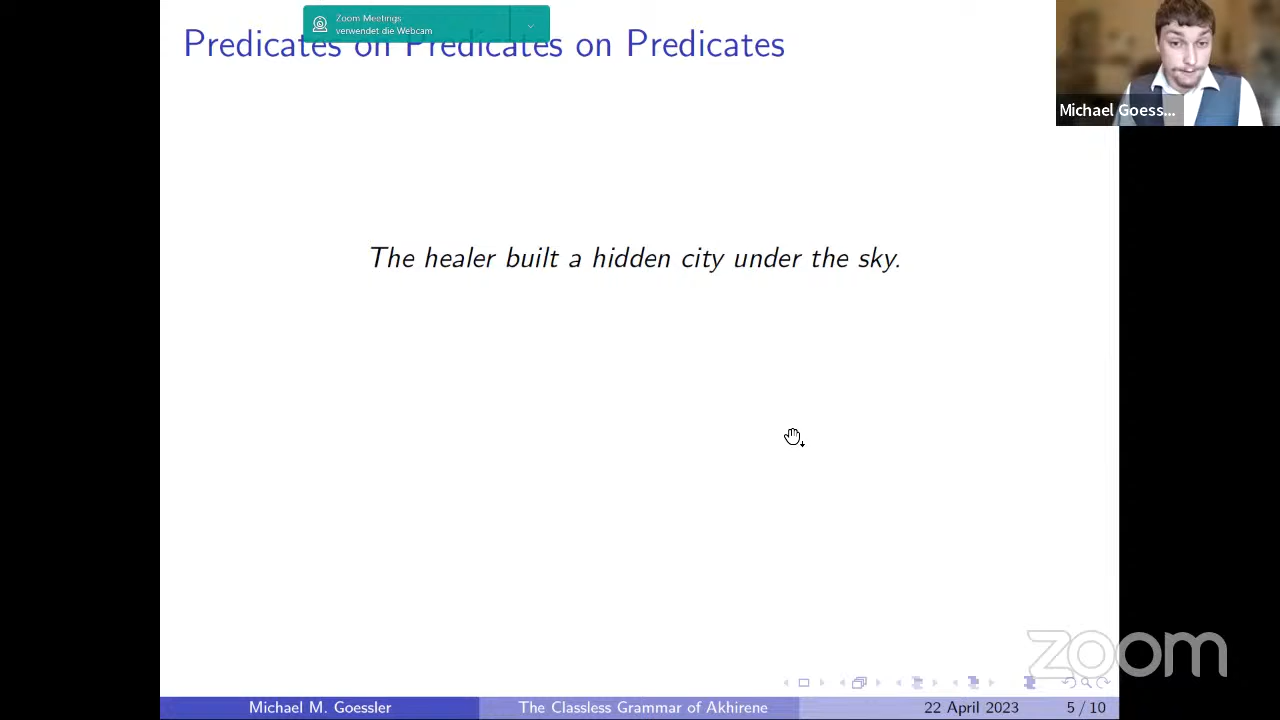 Zoom Meetings
verwendet die Webcam
Predicates on Predicates on Predicates
Michael Goess...
The healer built a hidden city under the sky.
zoom
Michael M. Goessler
The Classless Grammar of Akhirene
22 April 2023
5 / 10